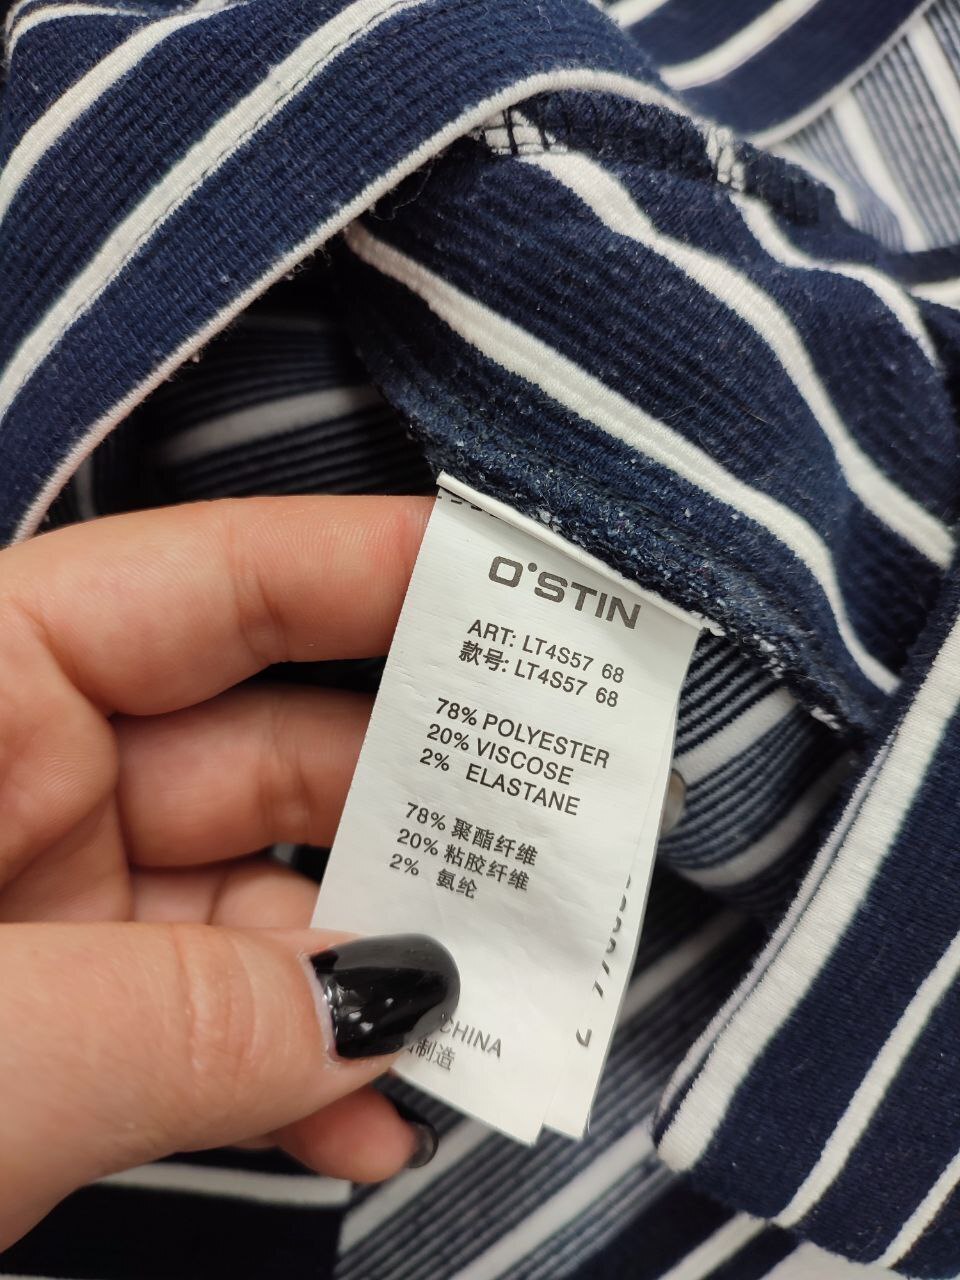 O'STIN
ART: LT4S57 68
款号: LT4S57 68
78% POLYESTER
20% VISCOSE
2% ELASTANE
78% 聚酯纤维
20% 粘胶纤维
2% 氨纶
CHINA
制造